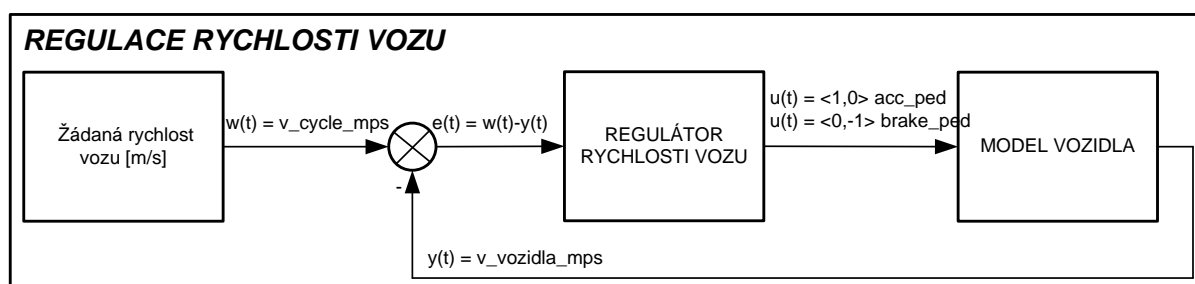 REGULACE RYCHLOSTI VOZU
Žádaná rychlost
vozu [m/s]
w(t) = v_cycle_mps
e(t) = w(t)-y(t)
-
REGULÁTOR
RYCHLOSTI VOZU
u(t) = <1,0> acc_ped
u(t) = <0,-1> brake_ped
MODEL VOZIDLA
y(t) = v_vozidla_mps